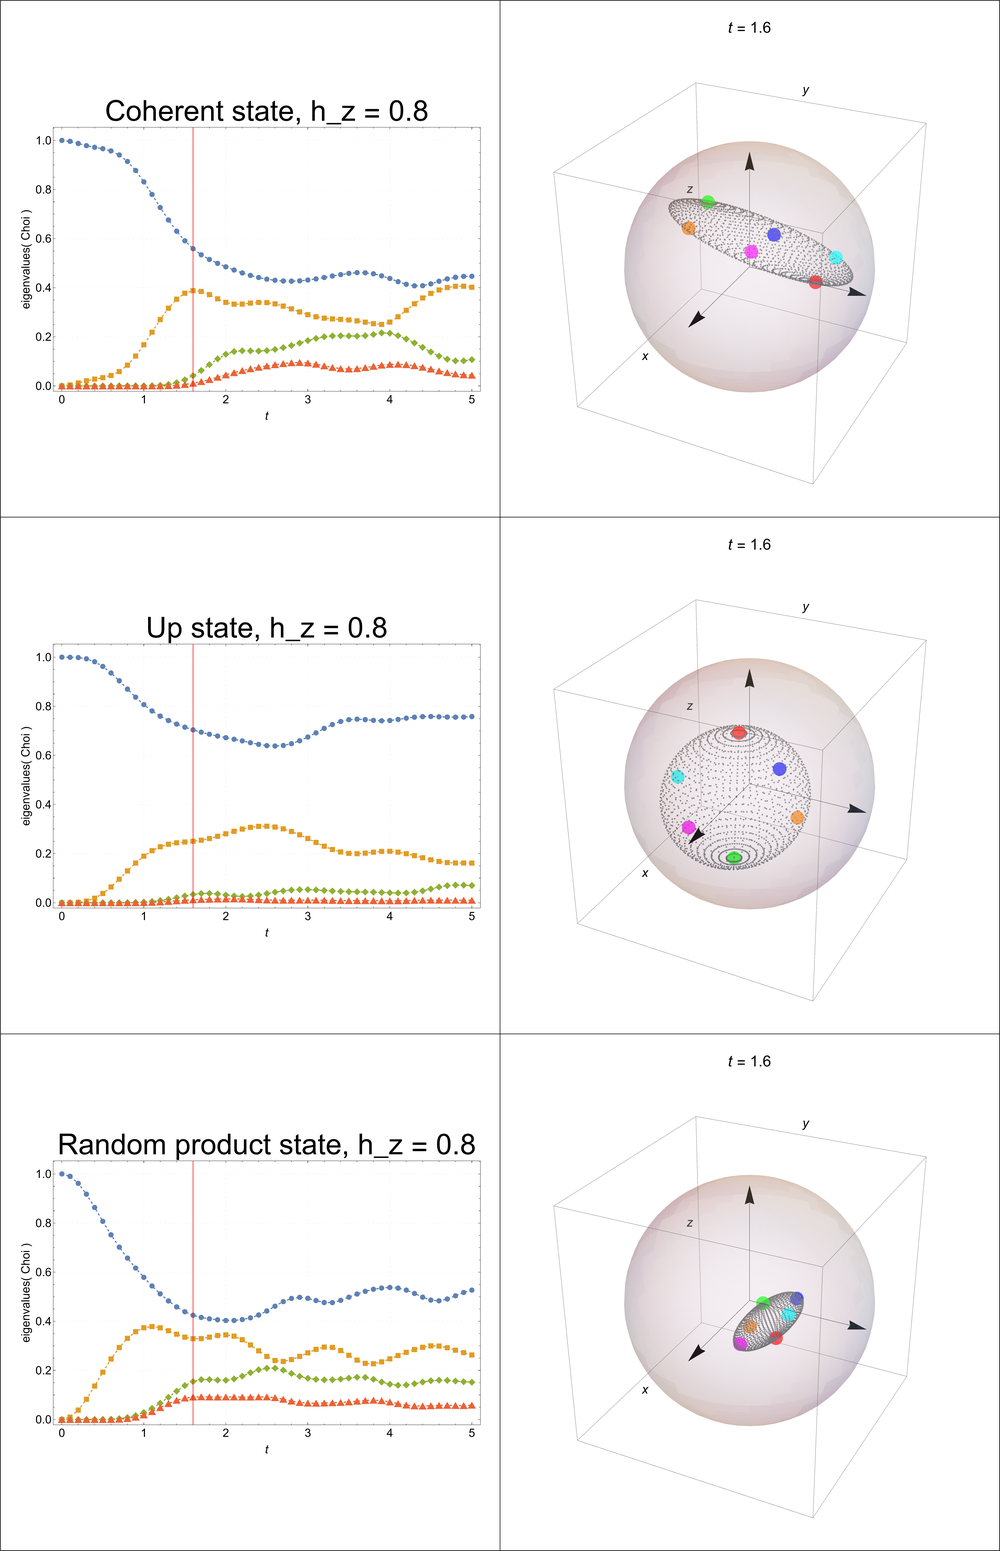 t = 1.6
y
Coherent state, h_z = 0.8
1.0
0.8
0.6
0.4
0.2
0.0
eigenvalues( Choi )
0 1 2 3 4 5
t
z
x
t = 1.6
y
Up state, h_z = 0.8
1.0
0.8
0.6
0.4
0.2
0.0
eigenvalues( Choi )
0 1 2 3 4 5
t
z
x
t = 1.6
y
Random product state, h_z = 0.8
1.0
0.8
0.6
0.4
0.2
0.0
eigenvalues( Choi )
0 1 2 3 4 5
t
z
x